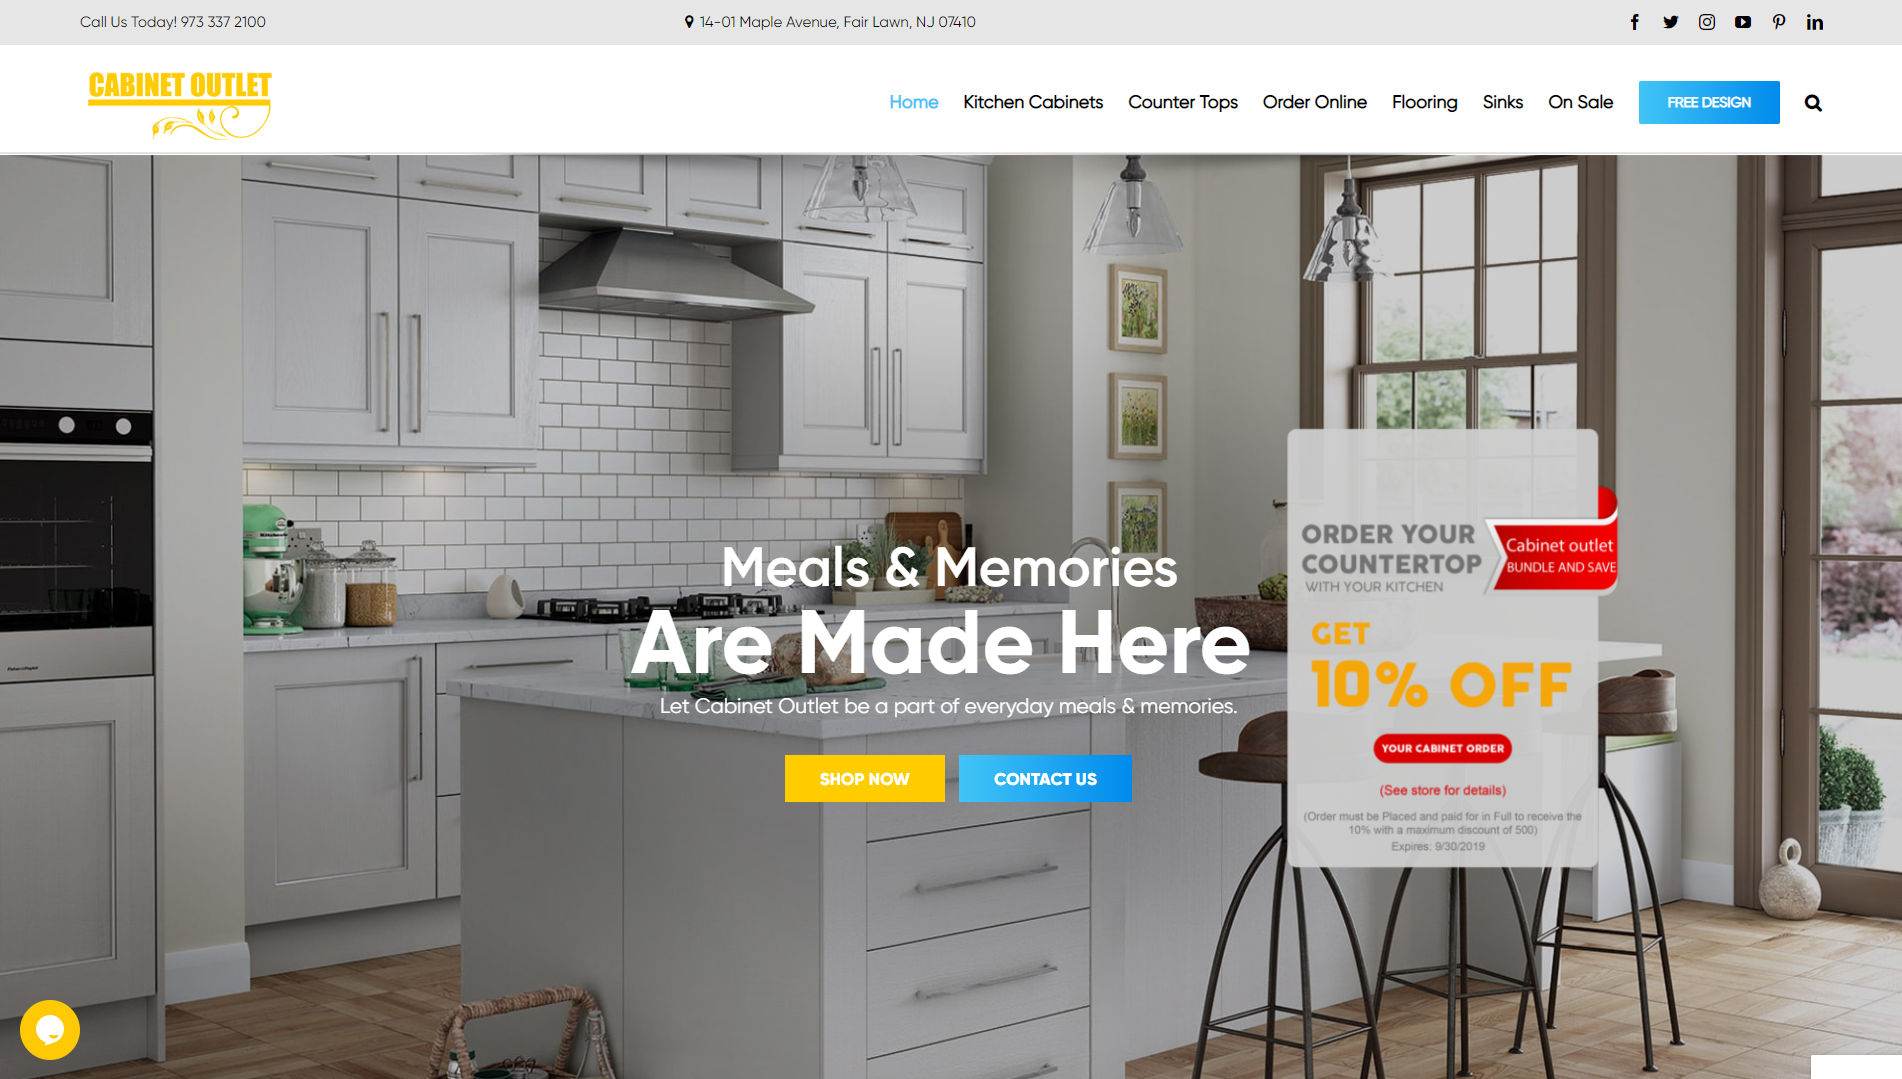 Call Us Today! 973 337 2100
14-01 Maple Avenue, Fair Lawn, NJ 07410
CABINET OUTLET
Home
Kitchen Cabinets
Counter Tops
Order Online
Flooring
Sinks
On Sale
FREE DESIGN
Meals & Memories
Are Made Here
Let Cabinet Outlet be a part of everyday meals & memories.
SHOP NOW
CONTACT US
ORDER YOUR
COUNTERTOP
WITH YOUR KITCHEN
Cabinet outlet
BUNDLE AND SAVE
GET
10% OFF
YOUR CABINET ORDER
(See store for details)
(Order must be Placed and paid for in Full to receive the
10% with a maximum discount of 500)
Expires: 9/30/2019